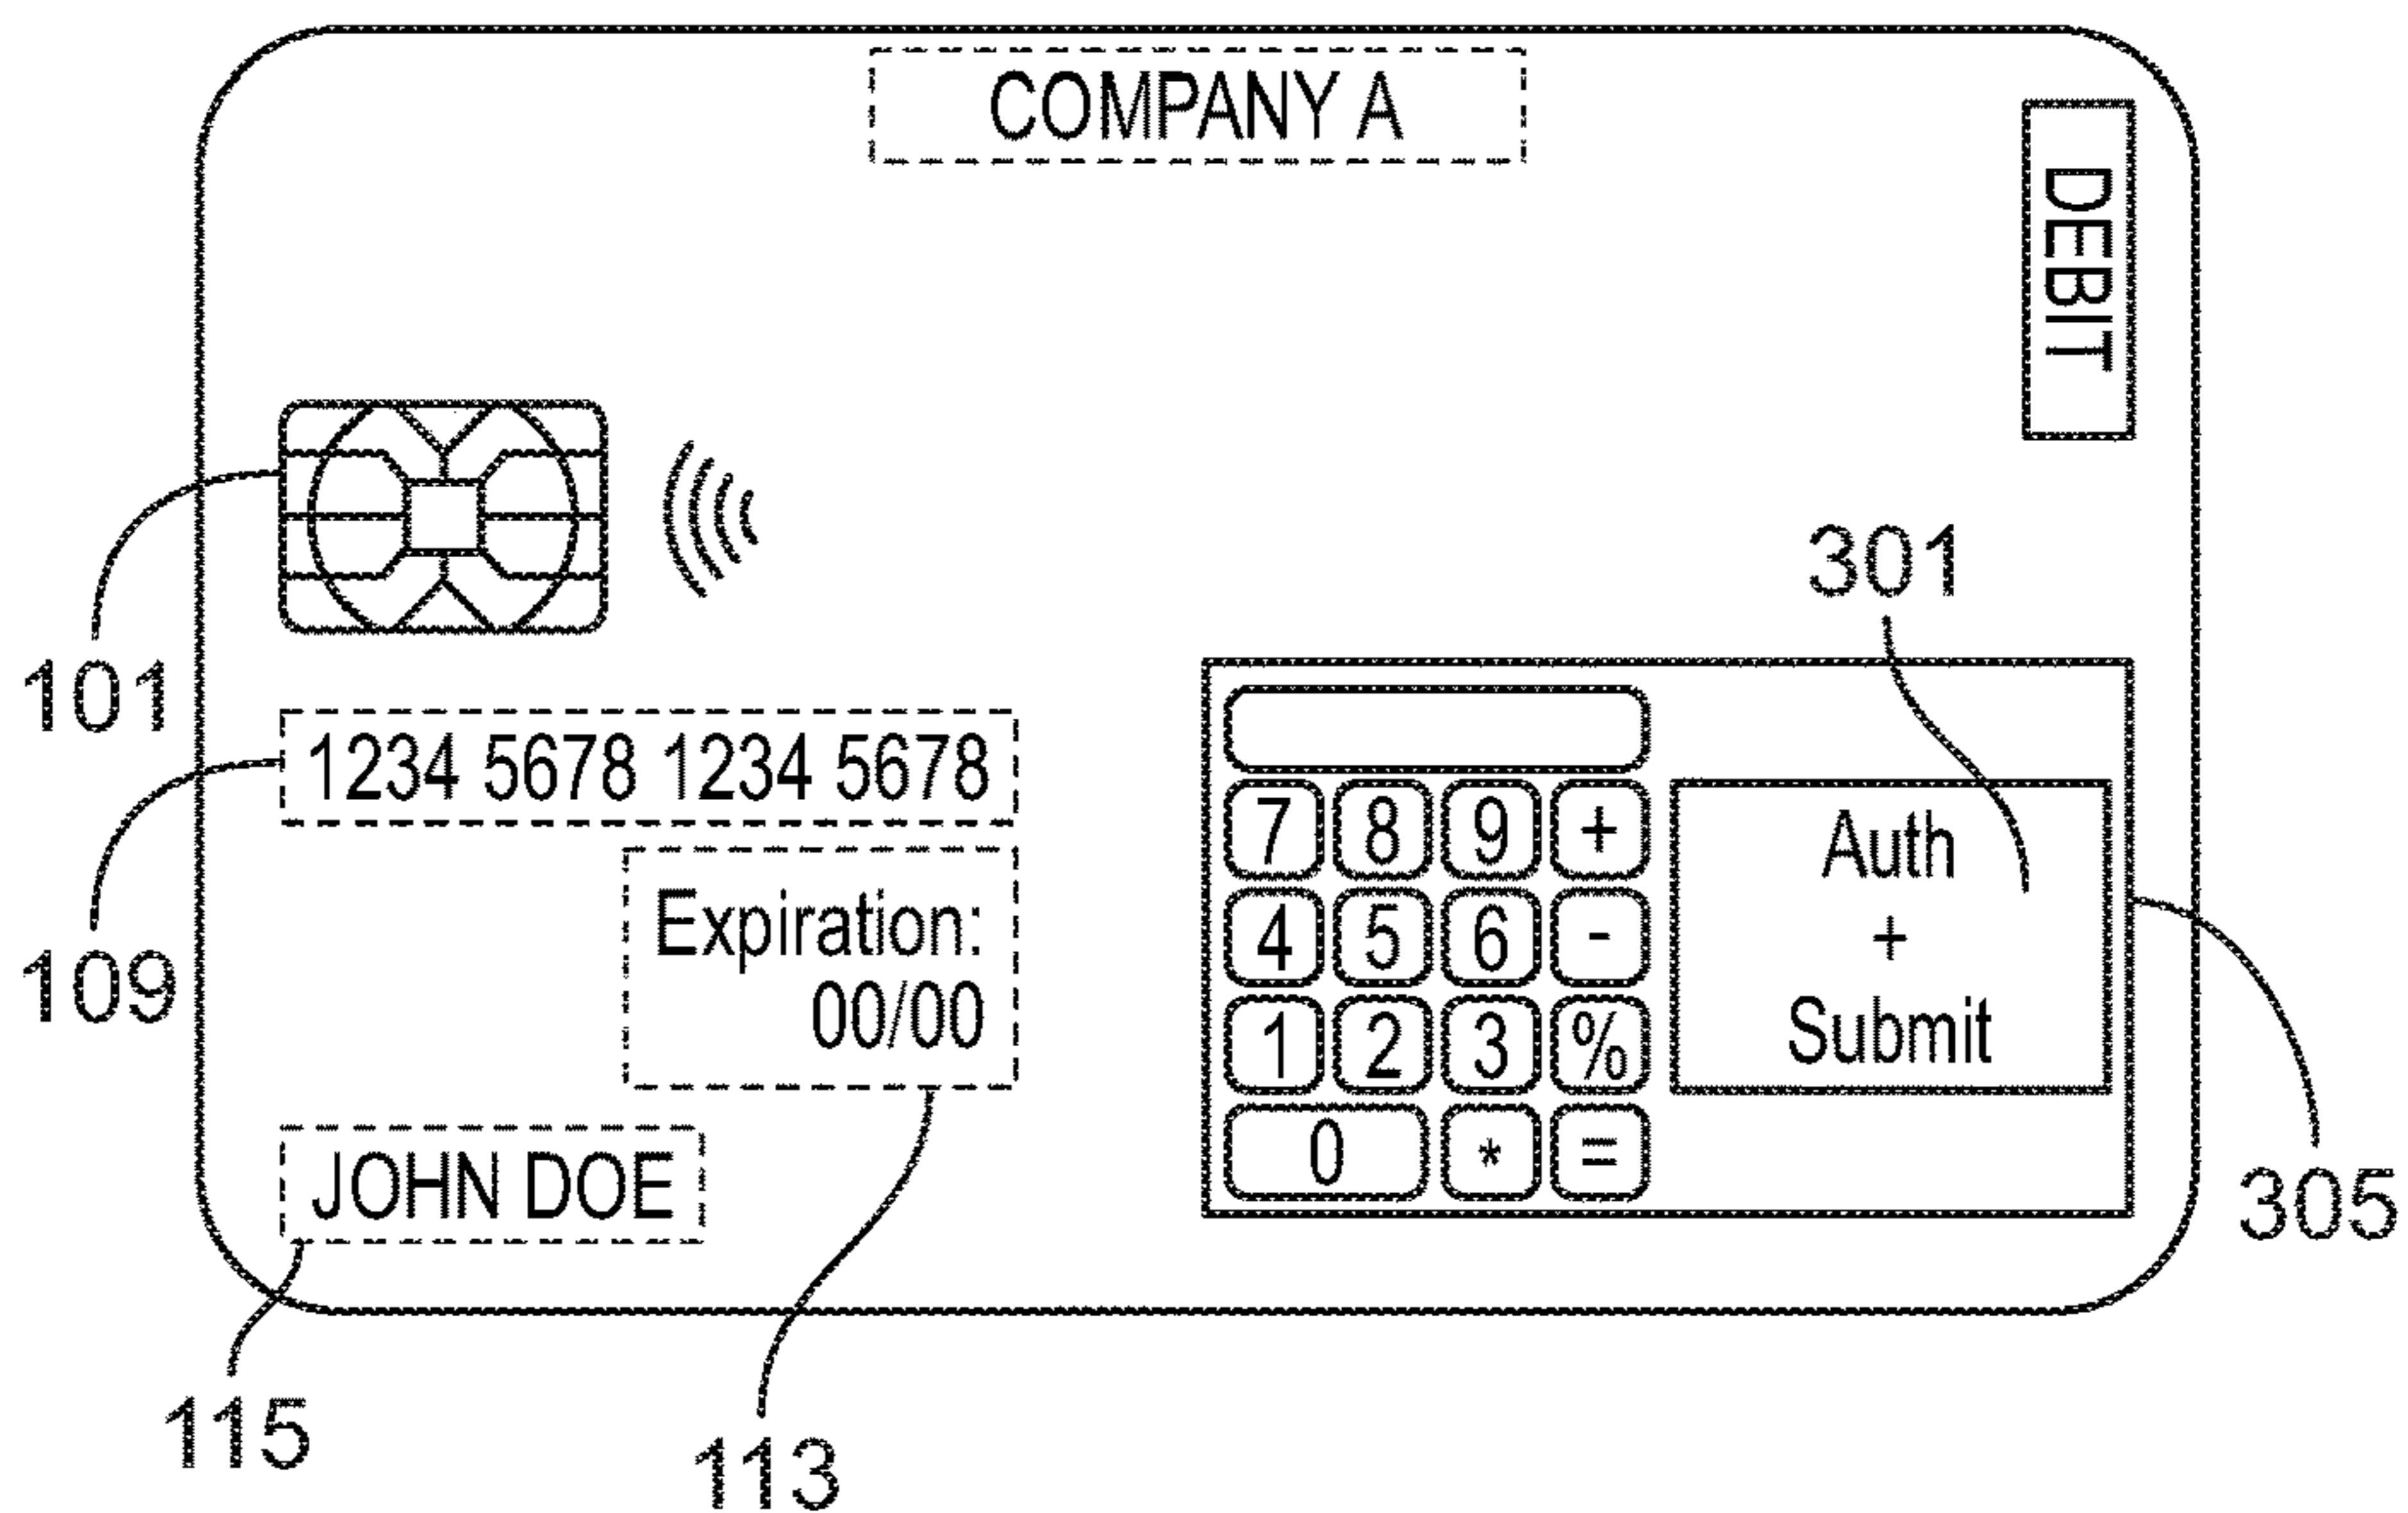 COMPANY A
DEBIT
301
101
1234 5678 1234 5678
7 8 9 +
Auth
+
Submit
Expiration:
00/00
4 5 6 -
109
1 2 3 %
JOHN DOE
0 * =
305
115
113